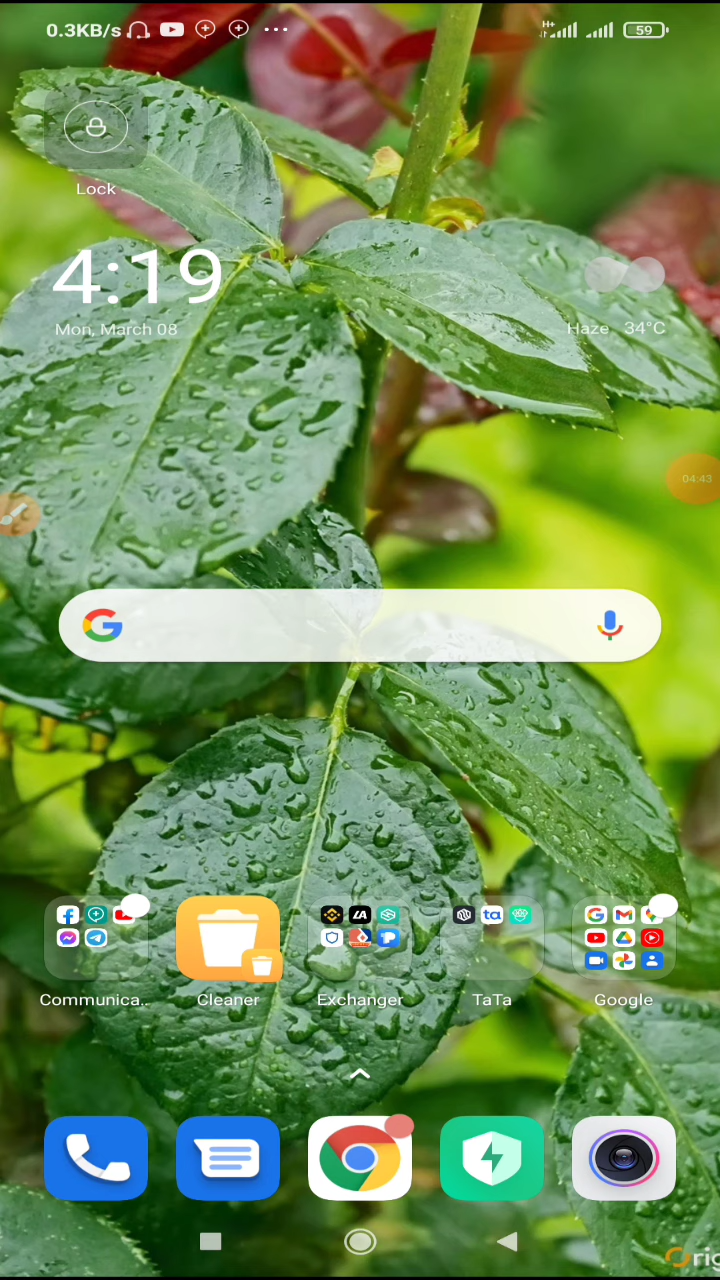 0.3KB/s
H+
59
Lock
4:19
Mon, March 08
Haze 34°C
04:43
Communica..
Cleaner
Exchanger
TaTa
Google